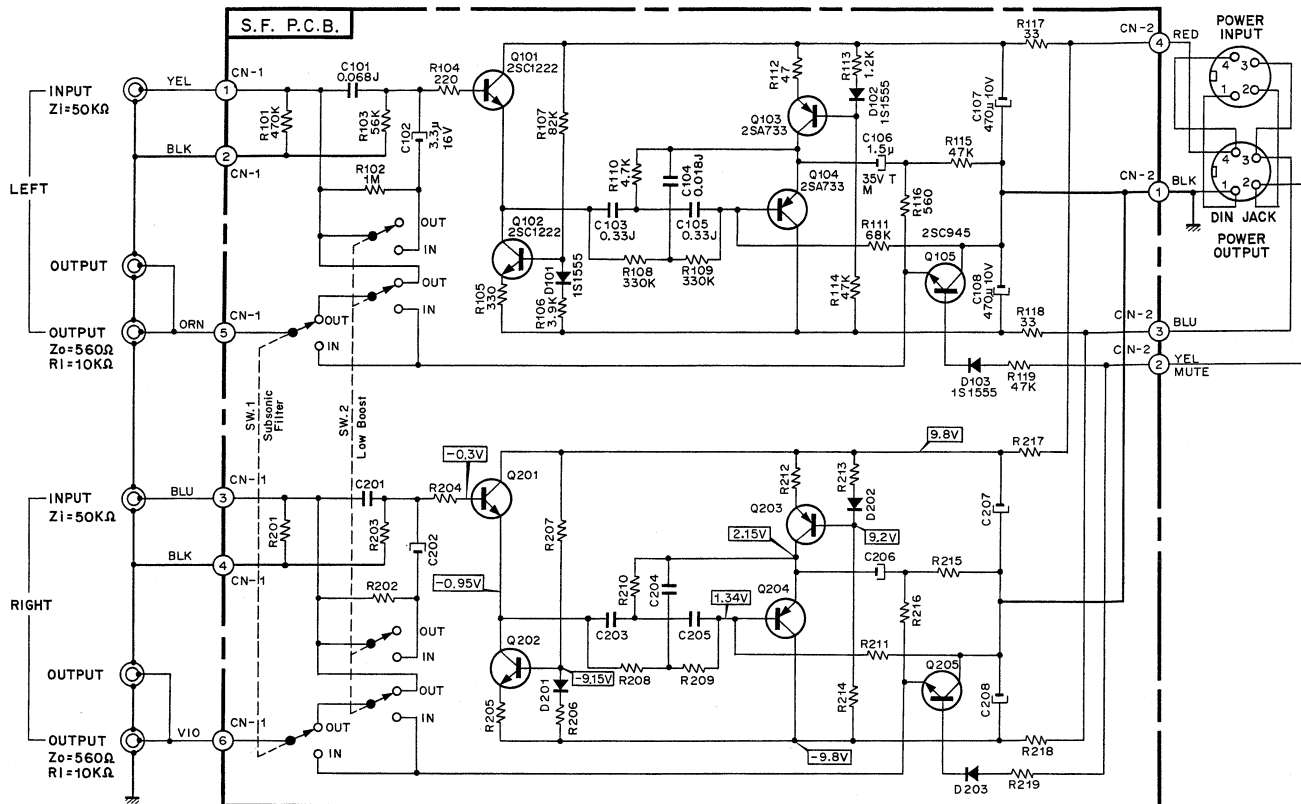 S.F. P.C.B.
INPUT
Zi=50KΩ
YEL
CN-1
1
BLK
2
CN-1
LEFT
OUTPUT
OUTPUT
Zo=560Ω
Rl=10KΩ
ORN
5
CN-1
R101
470K
C101
0.068J
R103
56K
C102
3.3μ
16V
R104
220
R102
1M
OUT
IN
OUT
IN
OUT
IN
SW.1
Subsonic
Filter
SW.2
Low Boost
Q101
2SC1222
R107
82K
Q102
2SC1222
R105
330
D101
1S1555
R106
3.9K
R110
4.7K
C104
0.018J
C103
0.33J
C105
0.33J
R108
330K
R109
330K
R112
47
R113
1.2K
D102
1S1555
Q103
2SA733
Q104
2SA733
C106
1.5μ
35V T
M
R115
47K
R116
560
R111
68K
2SC945
Q105
R114
47K
C107
470μ 10V
C108
470μ 10V
R117
33
R118
33
D103
1S1555
R119
47K
CN-2
4
RED
CN-2
1
BLK
CN-2
3
BLU
CN-2
2
YEL
MUTE
POWER
INPUT
4
3
1
2
4
3
1
2
DIN JACK
POWER
OUTPUT
INPUT
Zi=50KΩ
BLU
3
CN-1
BLK
4
CN-1
RIGHT
OUTPUT
OUTPUT
Zo=560Ω
Rl=10KΩ
VIO
6
CN-1
R201
C201
R203
C202
R204
R202
OUT
IN
OUT
IN
OUT
IN
-0.3V
Q201
R207
-0.95V
Q202
-9.15V
R205
D201
R206
R210
C204
C203
C205
R208
R209
1.34V
2.15V
R212
R213
D202
Q203
9.2V
9.8V
Q204
C206
R215
R216
R211
Q205
R214
-9.8V
C207
C208
R217
R218
D203
R219